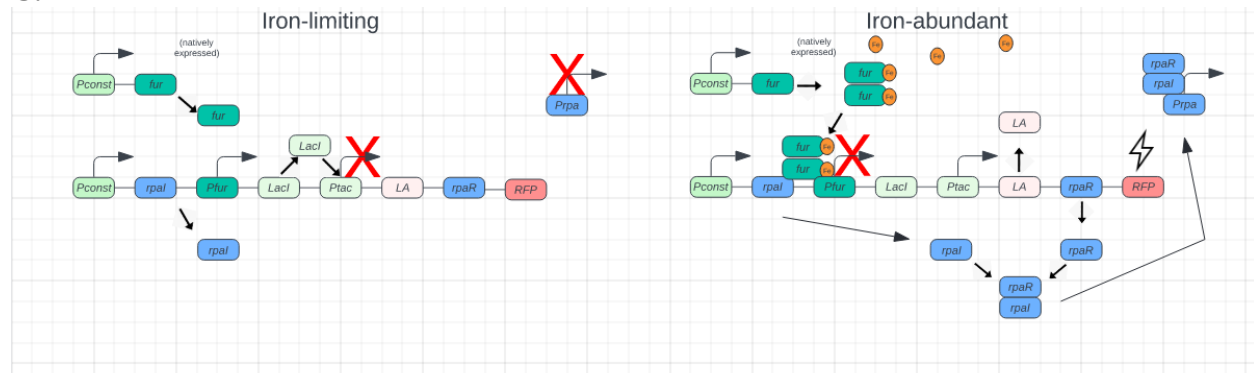 Iron-limiting
(natively
expressed)
Pconst
fur
fur
Prpa
LacI
Pconst
rpaI
Pfur
LacI
Ptac
LA
rpaR
RFP
rpaI
Iron-abundant
(natively
expressed)
Fe
Fe
Fe
Pconst
fur
fur
Fe
fur
Fe
rpaR
rpaI
Prpa
LA
fur
Fe
fur
Fe
Pconst
rpaI
Pfur
LacI
Ptac
LA
rpaR
RFP
rpaI
rpaR
rpaR
rpaI